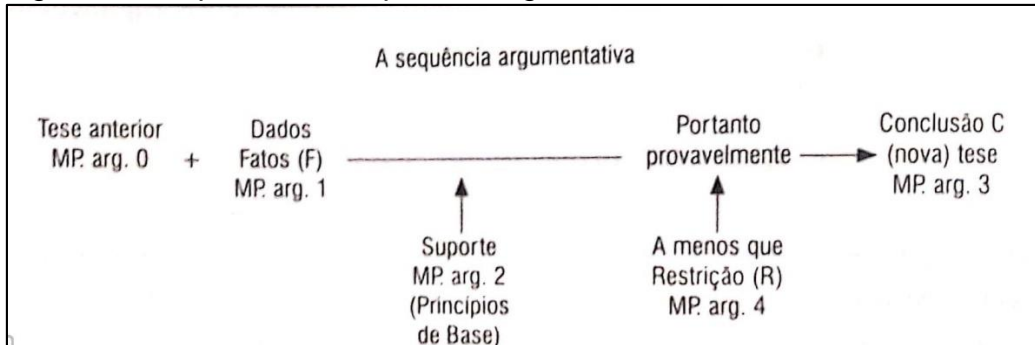 A sequência argumentativa
Tese anterior
MP. arg. 0
+
Dados
Fatos (F)
MP. arg. 1
Suporte
MP. arg. 2
(Princípios
de Base)
Portanto
provavelmente
A menos que
Restrição (R)
MP. arg. 4
Conclusão C
(nova) tese
MP. arg. 3